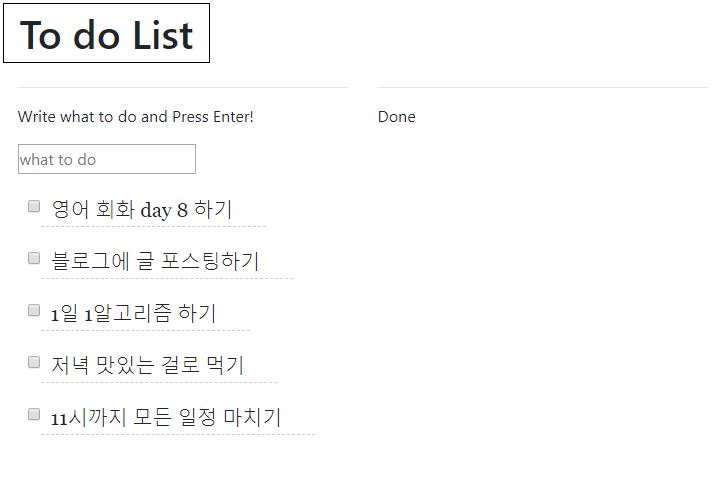 To do List
Write what to do and Press Enter!
what to do
영어 회화 day 8 하기
블로그에 글 포스팅하기
1일 1알고리즘 하기
저녁 맛있는 걸로 먹기
11시까지 모든 일정 마치기
Done